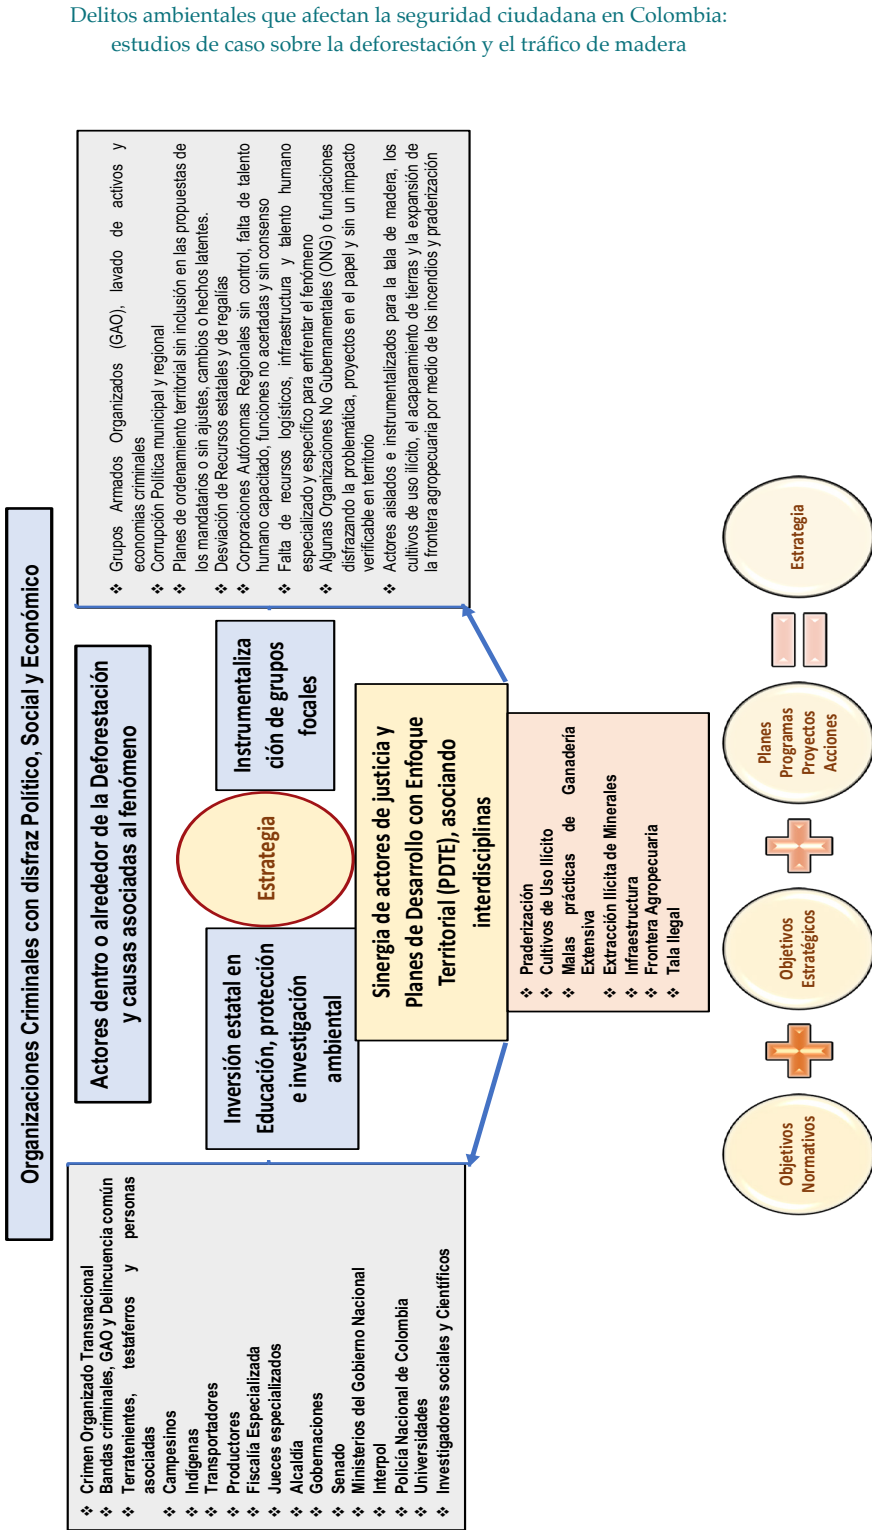 Delitos ambientales que afectan la seguridad ciudadana en Colombia:
estudios de caso sobre la deforestación y el tráfico de madera
Organizaciones Criminales con disfraz Político, Social y Económico
Actores dentro o alrededor de la Deforestación
y causas asociadas al fenómeno
❖ Crimen Organizado Transnacional
❖ Bandas criminales, GAO y Delincuencia común
❖ Terratenientes, testaferros y personas
asociadas
❖ Campesinos
❖ Indígenas
❖ Transportadores
❖ Productores
❖ Fiscalía Especializada
❖ Jueces especializados
❖ Alcaldía
❖ Gobernaciones
❖ Senado
❖ Ministerios del Gobierno Nacional
❖ Interpol
❖ Policía Nacional de Colombia
❖ Universidades
❖ Investigadores sociales y Científicos
Inversión estatal en
Educación, protección
e investigación
ambiental
Estrategia
Instrumentaliza
ción de grupos
focales
Sinergia de actores de justicia y
Planes de Desarrollo con Enfoque
Territorial (PDTE), asociando
interdisciplinas
❖ Praderización
❖ Cultivos de Uso Ilícito
❖ Malas prácticas de Ganadería
Extensiva
❖ Extracción Ilícita de Minerales
❖ Infraestructura
❖ Frontera Agropecuaria
❖ Tala Ilegal
❖ Grupos Armados Organizados (GAO), lavado de activos y
economías criminales
❖ Corrupción Política municipal y regional
❖ Planes de ordenamiento territorial sin inclusión en las propuestas de
los mandatarios o sin ajustes, cambios o hechos latentes.
❖ Desviación de Recursos estatales y de regalías
❖ Corporaciones Autónomas Regionales sin control, falta de talento
humano capacitado, funciones no acertadas y sin consenso
❖ Falta de recursos logísticos, infraestructura y talento humano
especializado y específico para enfrentar el fenómeno
❖ Algunas Organizaciones No Gubernamentales (ONG) o fundaciones
disfrazando la problemática, proyectos en el papel y sin un impacto
verificable en territorio
❖ Actores aislados e instrumentalizados para la tala de madera, los
cultivos de uso ilícito, el acaparamiento de tierras y la expansión de
la frontera agropecuaria por medio de los incendios y praderización
Objetivos
Normativos
Objetivos
Estratégicos
Planes
Programas
Proyectos
Acciones
Estrategia